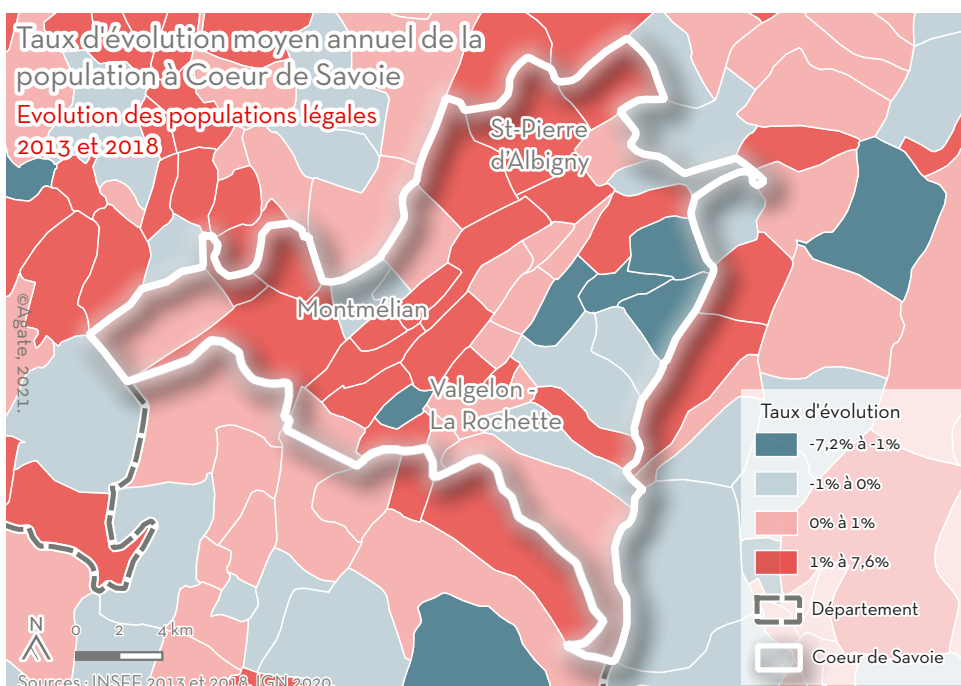 Taux d'évolution moyen annuel de la
population à Coeur de Savoie
Evolution des populations légales
2013 et 2018
St-Pierre
d'Albigny
Montmélian
Valgelon -
La Rochette
©Agate, 2021.
Taux d'évolution
-7,2% à -1%
-1% à 0%
0% à 1%
1% à 7,6%
Département
Coeur de Savoie
N
0 2 4 km
Sources : INSEE 2013 et 2018, IGN 2020